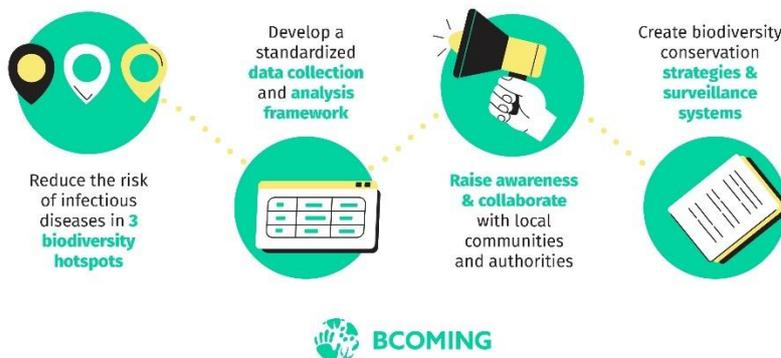 Reduce the risk
of infectious
diseases in 3
biodiversity
hotspots
Develop a
standardized
data collection
and analysis
framework
Raise awareness
& collaborate
with local
communities
and authorities
Create biodiversity
conservation
strategies &
surveillance
systems
BCOMING